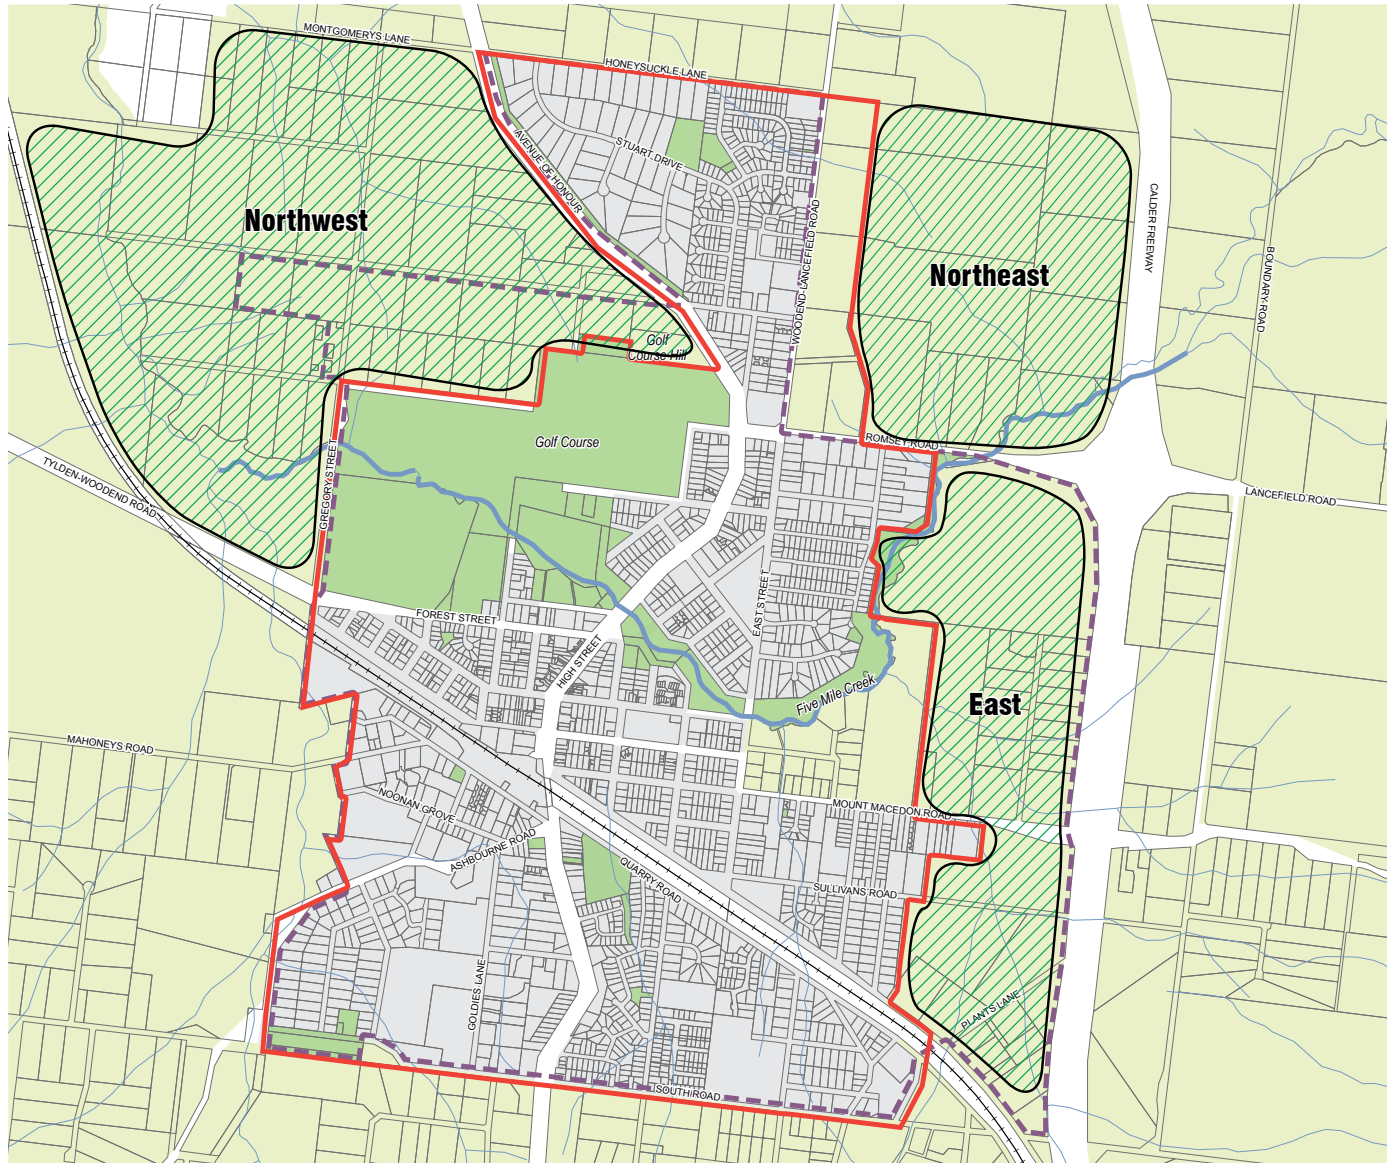 MONTGOMERYS LANE
HONEYSUCKLE LANE
AVENUE OF HONOUR
STUART DRIVE
CALDER FREEWAY
Northwest
WOODEND-LANCEFIELD ROAD
Northeast
BOUNDARY ROAD
Golf
Course Hill
Golf Course
ROMSEY ROAD
GREGORY STREET
TYLDEN-WOODEND ROAD
LANCEFIELD ROAD
EAST STREET
FOREST STREET
HIGH STREET
Five Mile Creek
East
MAHONEYS ROAD
NOONAN GROVE
MOUNT MACEDON ROAD
ASHBOURNE ROAD
QUARRY ROAD
SULLIVANS ROAD
GOLDIES LANE
PLANTS LANE
SOUTH ROAD